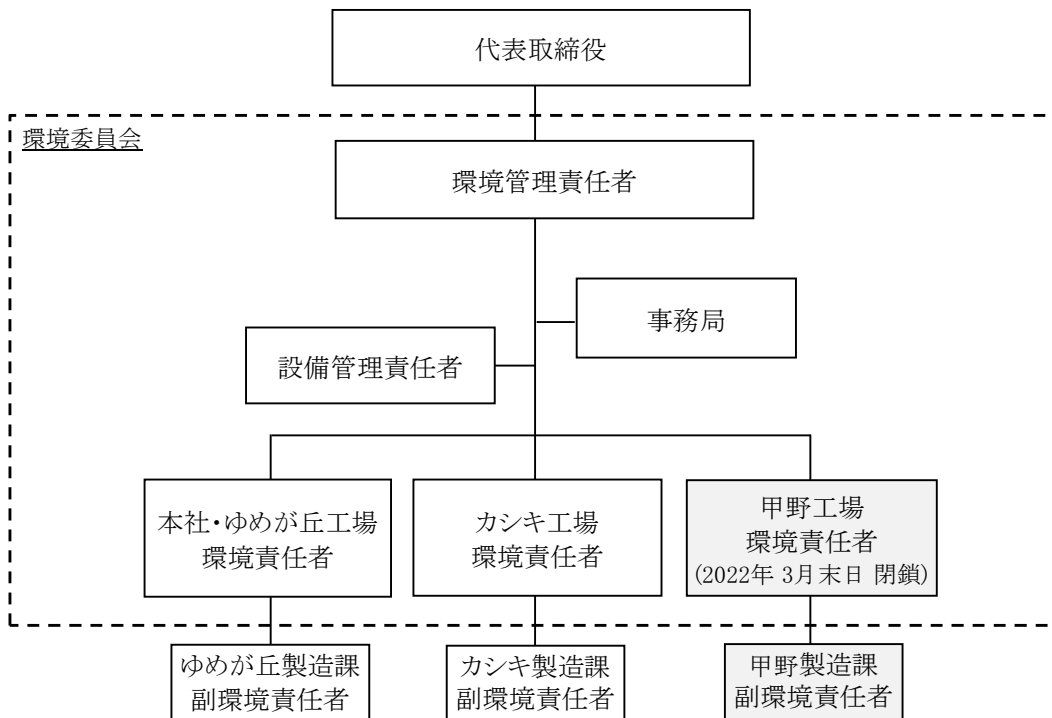 代表取締役
環境委員会
環境管理責任者
事務局
設備管理責任者
本社・ゆめが丘工場
環境責任者
カシキ工場
環境責任者
甲野工場
環境責任者
(2022年 3月末日 閉鎖)
ゆめが丘製造課
副環境責任者
カシキ製造課
副環境責任者
甲野製造課
副環境責任者